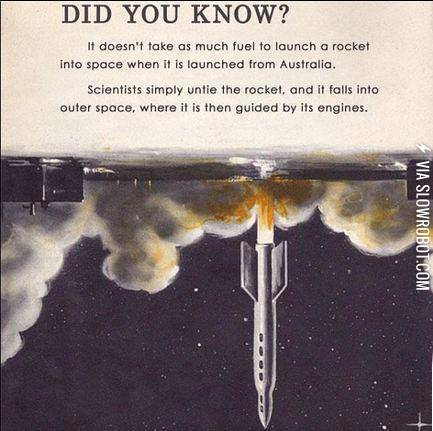 DID YOU KNOW?
It doesn't take as much fuel to launch a rocket
into space when it is launched from Australia.
Scientists simply untie the rocket, and it falls into
outer space, where it is then guided by its engines.
VIA SLOWROBOT.COM